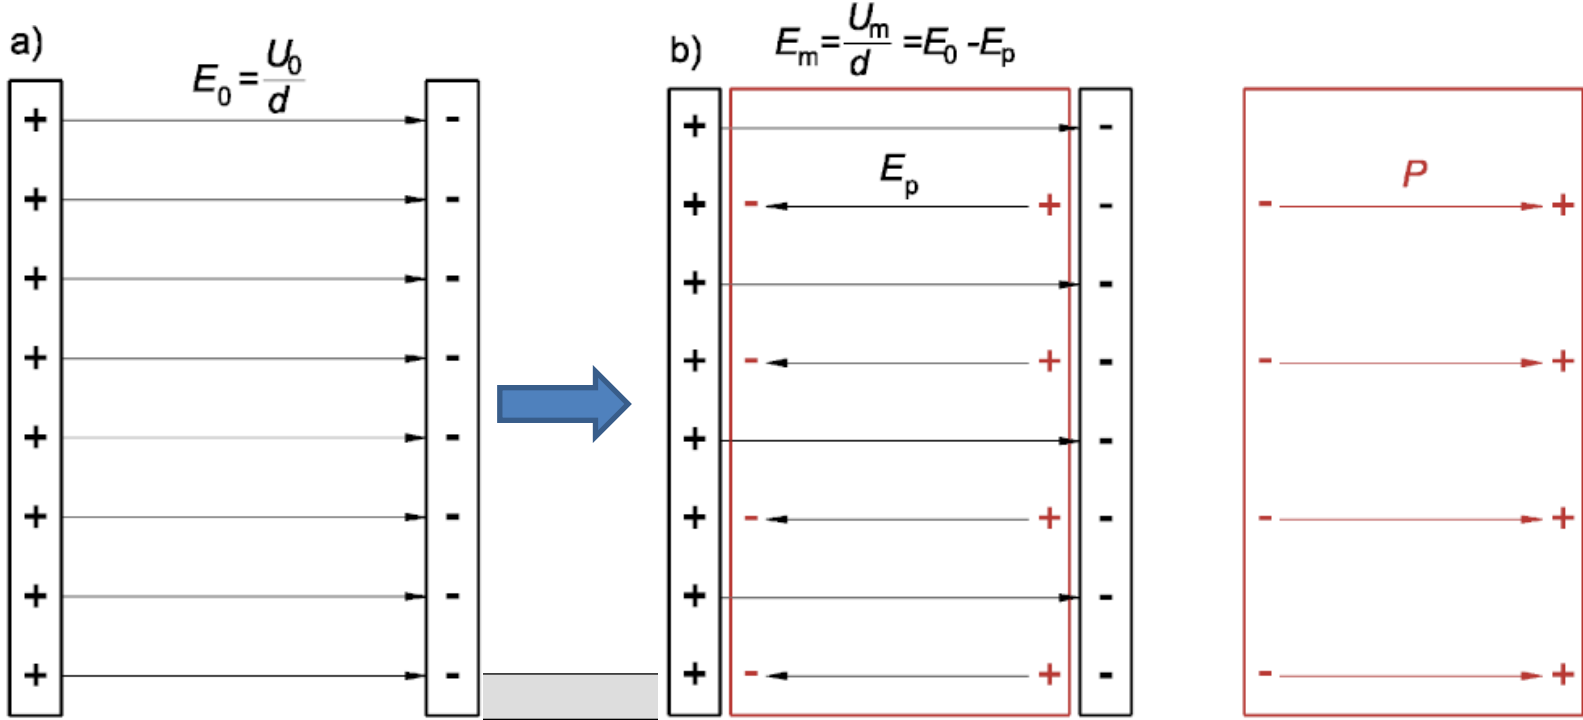 a)
E₀ = U₀/d
+ -
+ -
+ -
+ -
+ -
+ -
+ -
+ -
b)
Eₘ = Uₘ/d = E₀ - Eₚ
+ -
Eₚ
+ - + -
+ -
+ - + -
+ -
+ - + -
+ -
+ - + -
P
- +
- +
- +
- +